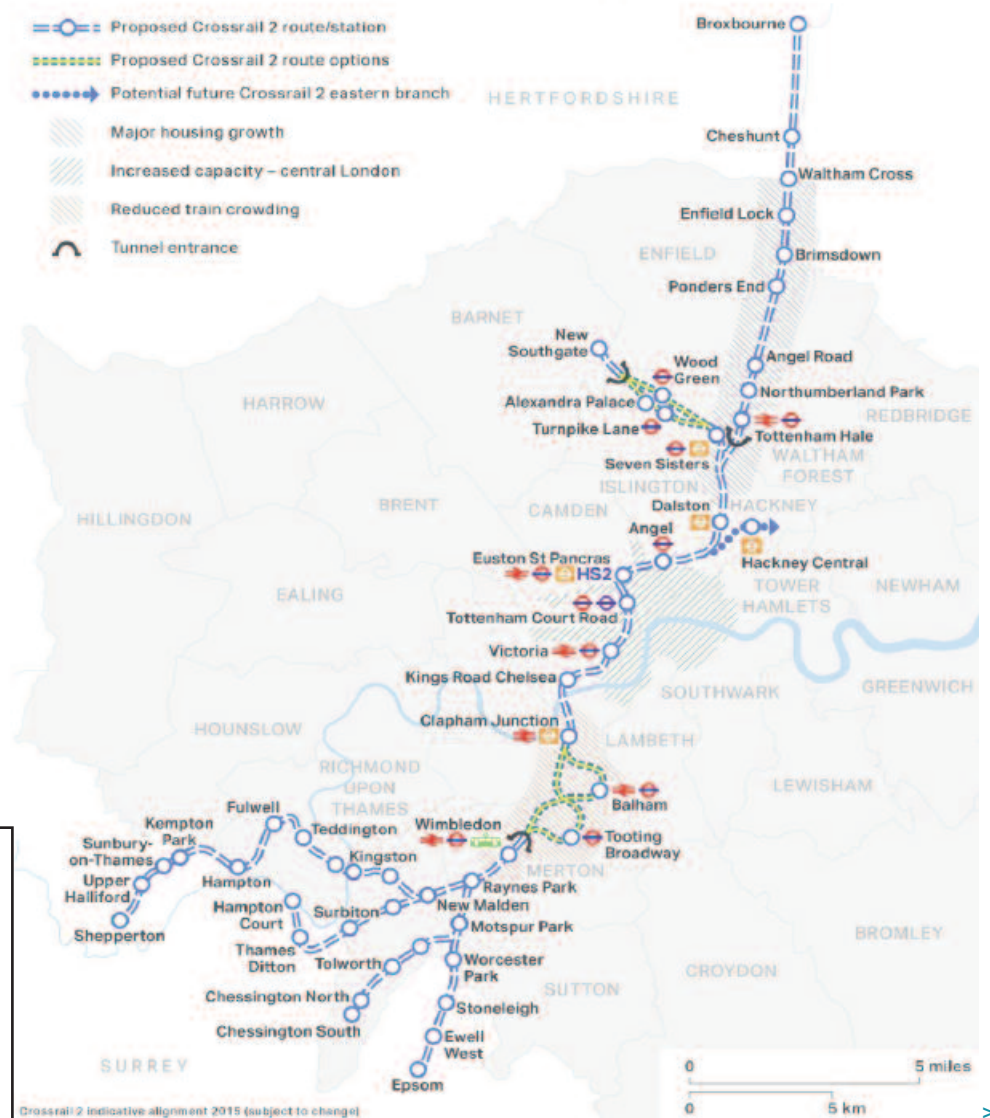 Proposed Crossrail 2 route/station
Proposed Crossrail 2 route options
Potential future Crossrail 2 eastern branch
Major housing growth
Increased capacity – central London
Reduced train crowding
Tunnel entrance
HERTFORDSHIRE
Broxbourne
Cheshunt
Waltham Cross
Enfield Lock
ENFIELD
Brimsdown
Ponders End
BARNET
New
Southgate
Wood
Green
Angel Road
HARROW
Alexandra Palace
Northumberland Park
REDBRIDGE
Turnpike Lane
Tottenham Hale
Seven Sisters
WALTHAM
FOREST
ISLINGTON
HILLINGDON
BRENT
CAMDEN
Dalston
HACKNEY
Angel
Hackney Central
Euston St Pancras
HS2
EALING
TOWER
HAMLETS
NEWHAM
Tottenham Court Road
Victoria
Kings Road Chelsea
SOUTHWARK
GREENWICH
HOUNSLOW
Clapham Junction
LAMBETH
RICHMOND
UPON
THAMES
LEWISHAM
Balham
Fulwell
Teddington
Wimbledon
Tooting
Broadway
Kempton
Park
Sunbury-
on-Thames
Kingston
MERTON
Upper
Halliford
Hampton
Raynes Park
New Malden
Shepperton
Hampton
Court
Surbiton
Motspur Park
Thames
Ditton
Tolworth
Worcester
Park
BROMLEY
CROYDON
Chessington North
Stoneleigh
SUTTON
Chessington South
Ewell
West
SURREY
Epsom
0
5 miles
0
5 km
Crossrail 2 indicative alignment 2015 (subject to change)
>